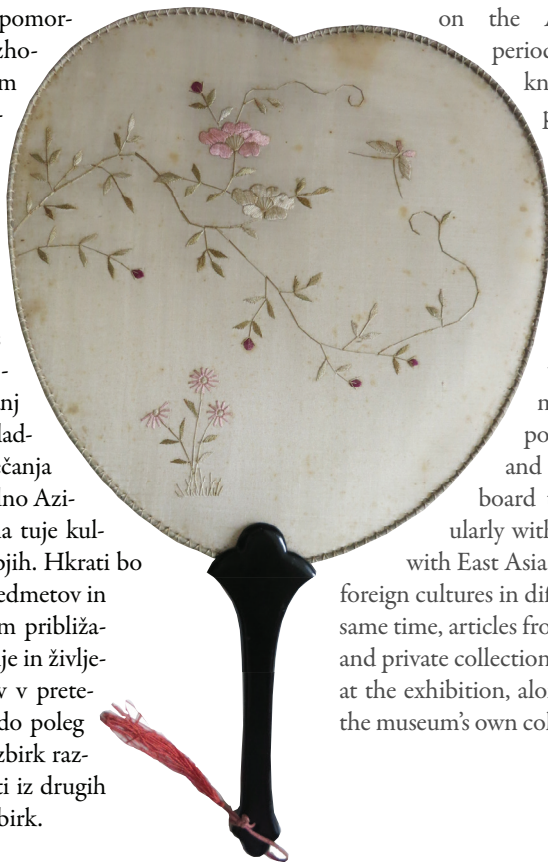 pomor-
zho-
m
-
-
nj
lad-
ečanja
lno Azi-
a tuje kul-
ojih. Hkrati bo
edmetov in
m približa-
je in življe-
v v prete-
do poleg
zbirk raz-
ti iz drugih
birk.
on the A
period
kn
m
po
and
board
ularly with
with East Asia
foreign cultures in dif
same time, articles fro
and private collection
at the exhibition, alo
the museum's own col